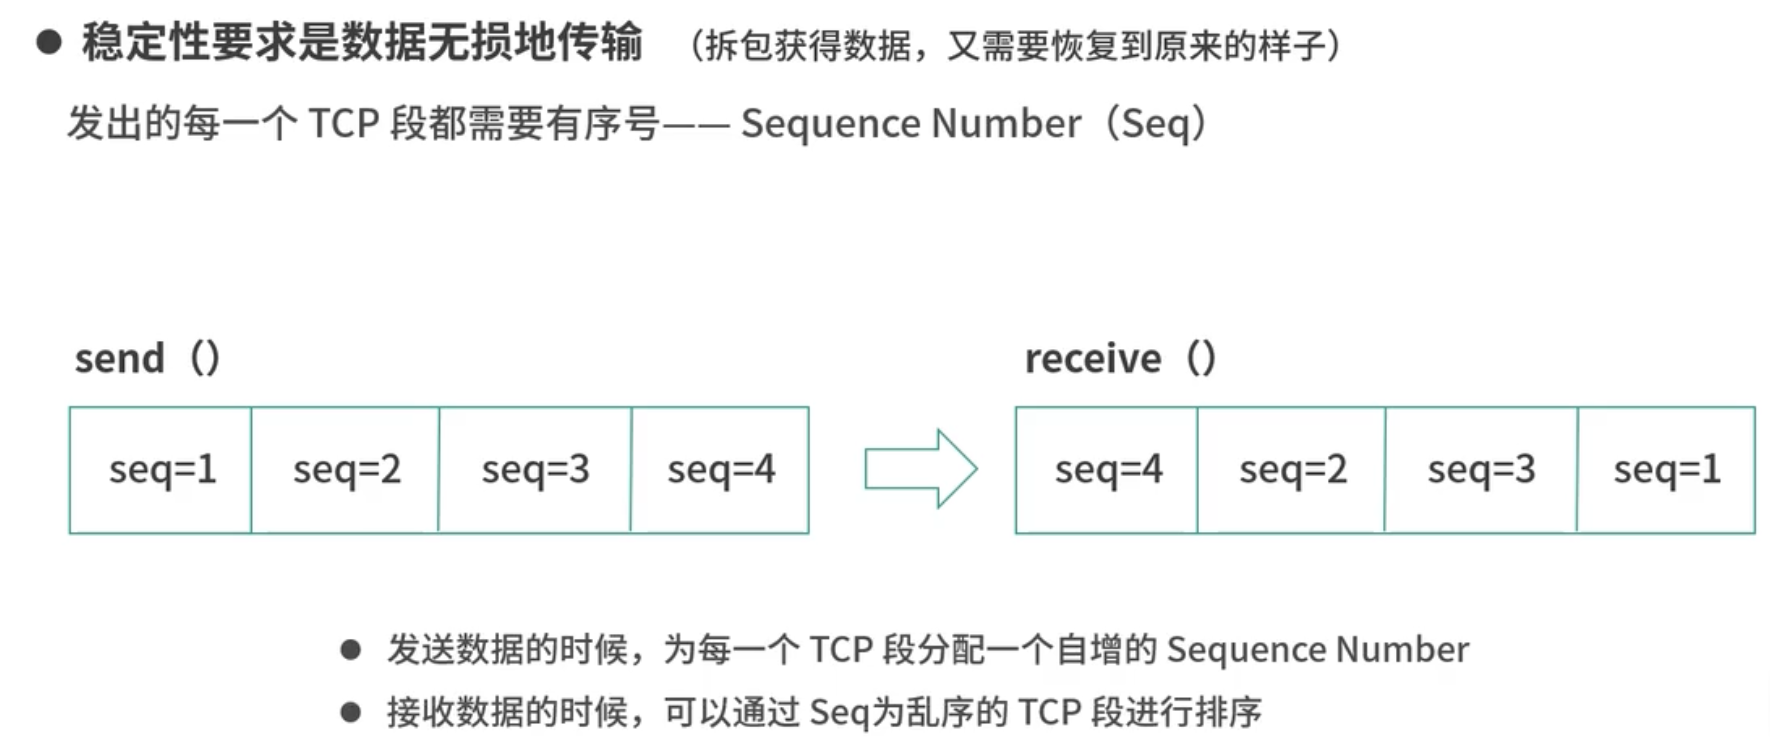 ● 稳定性要求是数据无损地传输 （拆包获得数据，又需要恢复到原来的样子）
发出的每一个 TCP 段都需要有序号—— Sequence Number（Seq）
send（） receive（）
seq=1 seq=2 seq=3 seq=4 seq=4 seq=2 seq=3 seq=1
● 发送数据的时候，为每一个 TCP 段分配一个自增的 Sequence Number
● 接收数据的时候，可以通过 Seq为乱序的 TCP 段进行排序